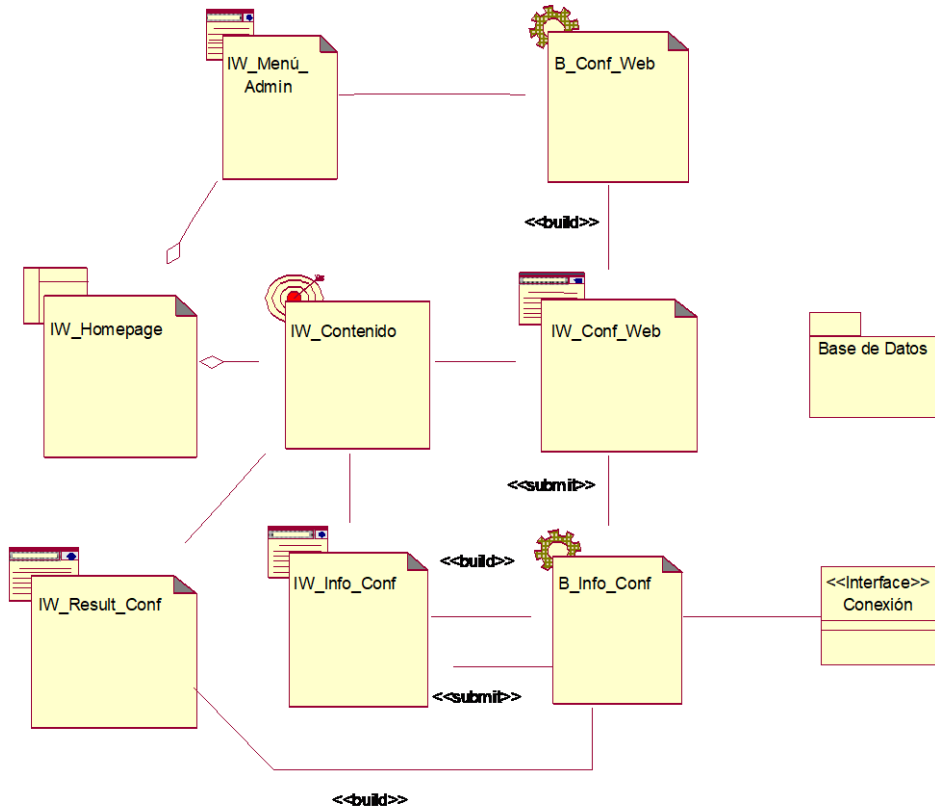 IW_Menú_
Admin
B_Conf_Web
<<build>>
IW_Homepage
IW_Contenido
IW_Conf_Web
Base de Datos
<<submit>>
<<build>>
IW_Result_Conf
IW_Info_Conf
B_Info_Conf
<<Interface>>
Conexión
<<submit>>
<<build>>